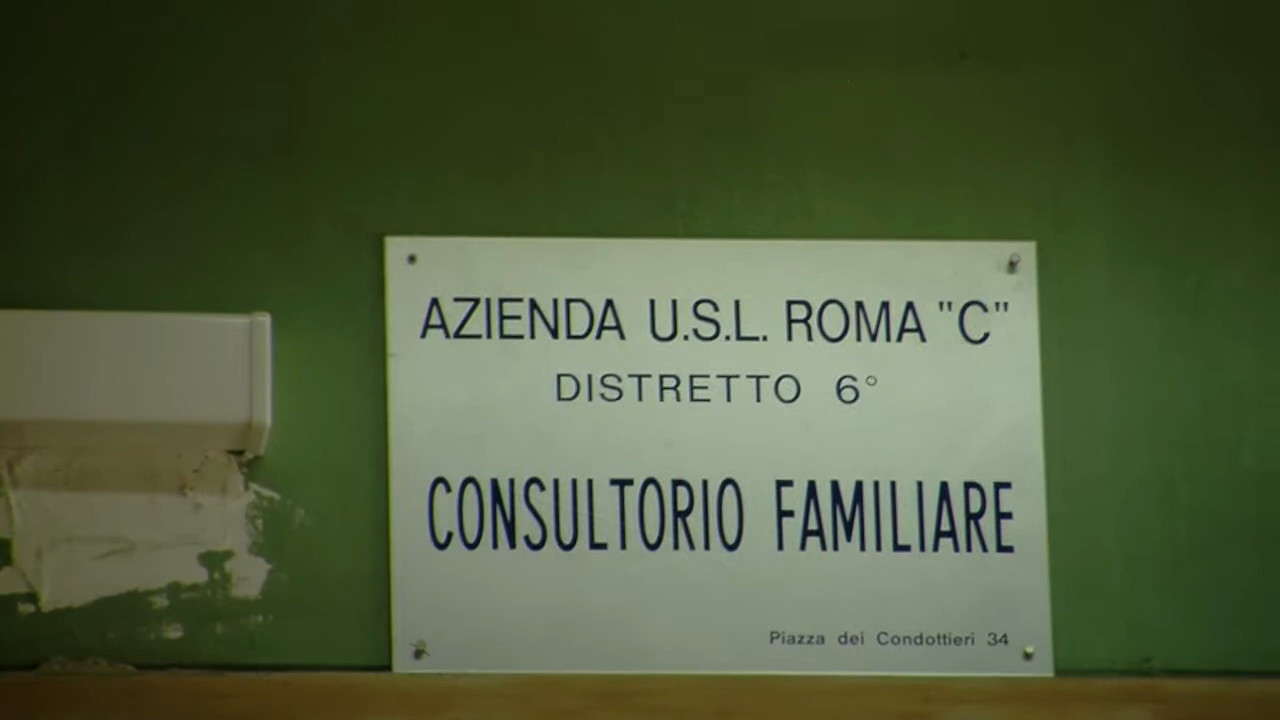 AZIENDA U.S.L. ROMA "C"
DISTRETTO 6°
CONSULTORIO FAMILIARE
Piazza dei Condottieri 34